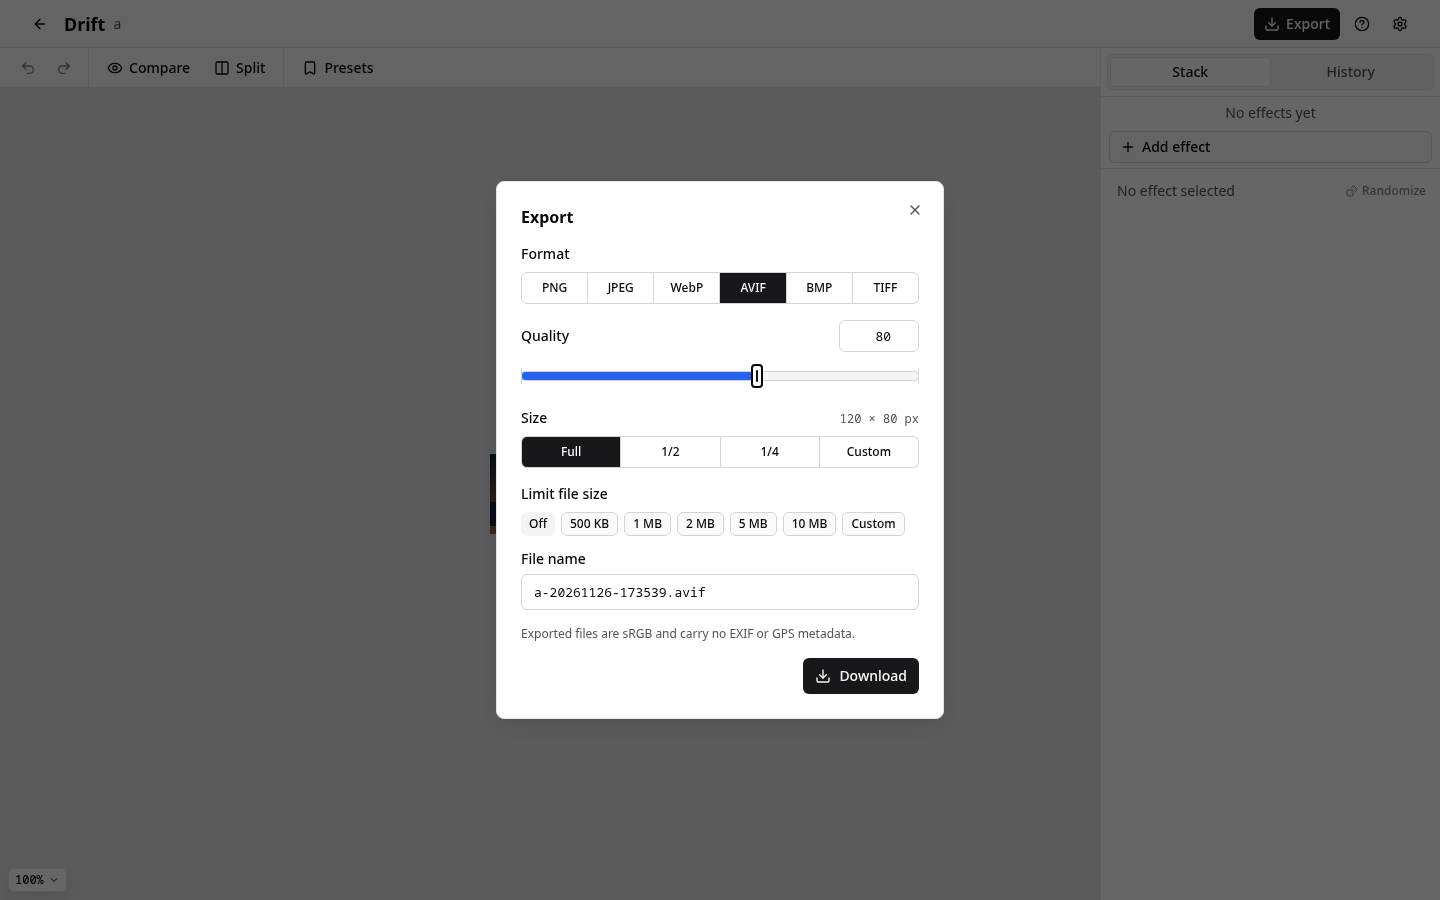 Drift a
Export
Compare
Split
Presets
Stack
History
No effects yet
Add effect
No effect selected
Randomize
Export
Format
PNG
JPEG
WebP
AVIF
BMP
TIFF
Quality
80
Size
120 × 80 px
Full
1/2
1/4
Custom
Limit file size
Off
500 KB
1 MB
2 MB
5 MB
10 MB
Custom
File name
a-20261126-173539.avif
Exported files are sRGB and carry no EXIF or GPS metadata.
Download
100%